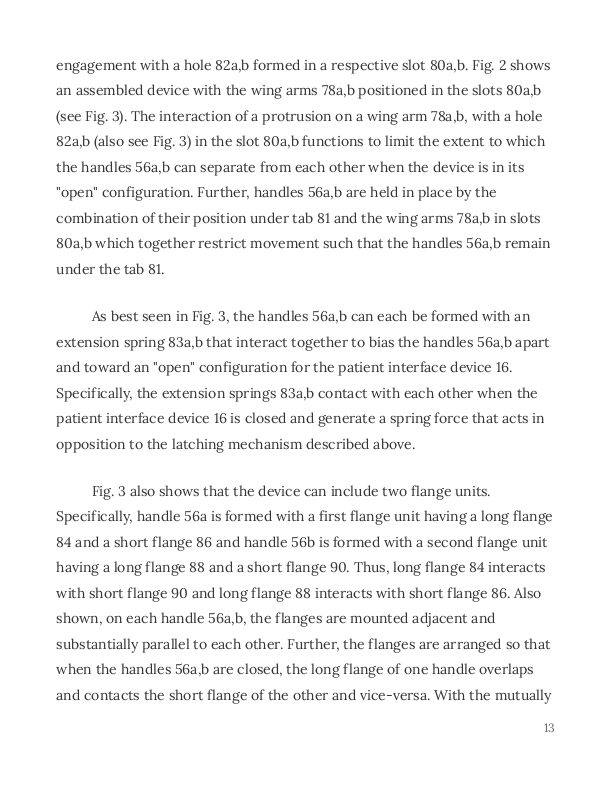 engagement with a hole 82a,b formed in a respective slot 80a,b. Fig. 2 shows
an assembled device with the wing arms 78a,b positioned in the slots 80a,b
(see Fig. 3). The interaction of a protrusion on a wing arm 78a,b, with a hole
82a,b (also see Fig. 3) in the slot 80a,b functions to limit the extent to which
the handles 56a,b can separate from each other when the device is in its
"open" configuration. Further, handles 56a,b are held in place by the
combination of their position under tab 81 and the wing arms 78a,b in slots
80a,b which together restrict movement such that the handles 56a,b remain
under the tab 81.
As best seen in Fig. 3, the handles 56a,b can each be formed with an
extension spring 83a,b that interact together to bias the handles 56a,b apart
and toward an "open" configuration for the patient interface device 16.
Specifically, the extension springs 83a,b contact with each other when the
patient interface device 16 is closed and generate a spring force that acts in
opposition to the latching mechanism described above.
Fig. 3 also shows that the device can include two flange units.
Specifically, handle 56a is formed with a first flange unit having a long flange
84 and a short flange 86 and handle 56b is formed with a second flange unit
having a long flange 88 and a short flange 90. Thus, long flange 84 interacts
with short flange 90 and long flange 88 interacts with short flange 86. Also
shown, on each handle 56a,b, the flanges are mounted adjacent and
substantially parallel to each other. Further, the flanges are arranged so that
when the handles 56a,b are closed, the long flange of one handle overlaps
and contacts the short flange of the other and vice-versa. With the mutually
13